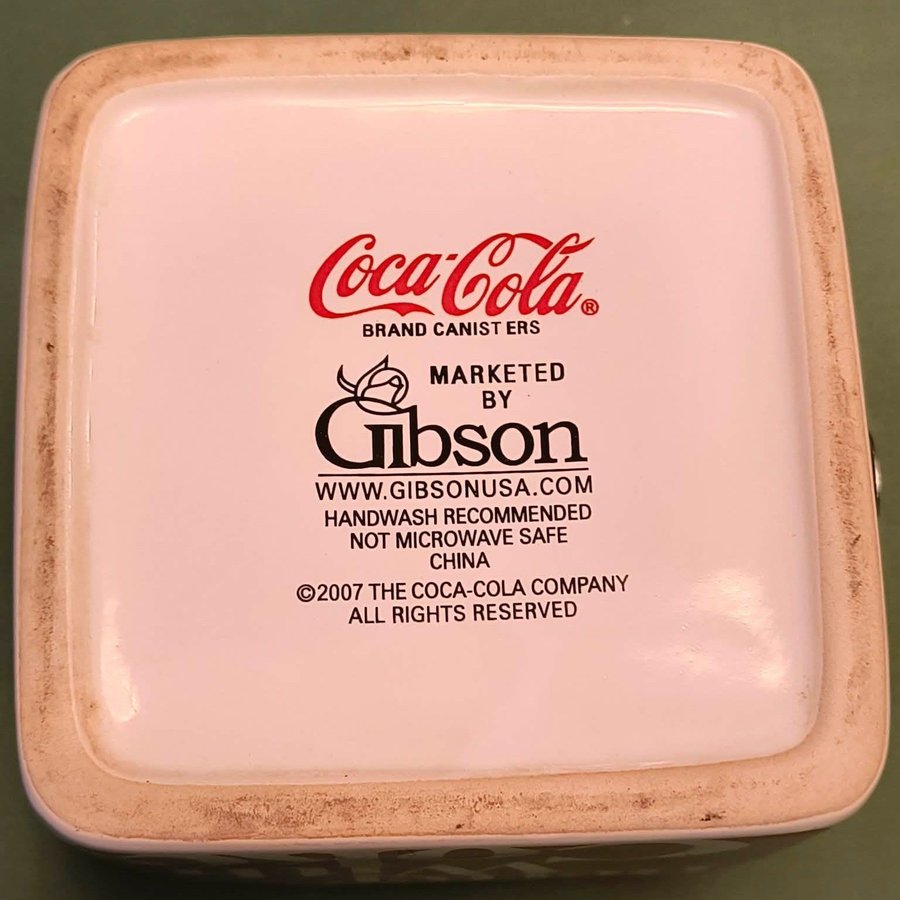 Coca-Cola®
BRAND CANISTERS
MARKETED
BY
Gibson
WWW.GIBSONUSA.COM
HANDWASH RECOMMENDED
NOT MICROWAVE SAFE
CHINA
©2007 THE COCA-COLA COMPANY
ALL RIGHTS RESERVED